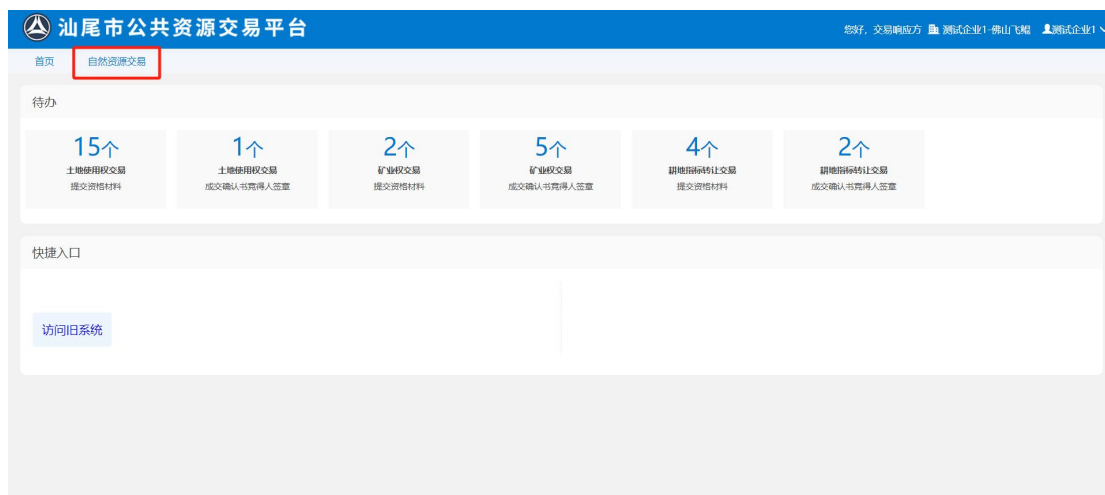 汕尾市公共资源交易平台
您好，交易响应方 测试企业1-佛山飞鲲 测试企业1
首页 自然资源交易
待办
15个 1个 2个 5个 4个 2个
土地使用权交易 土地使用权交易 矿业权交易 矿业权交易 耕地指标转让交易 耕地指标转让交易
提交资格材料 成交确认书竞得人签章 提交资格材料 成交确认书竞得人签章 提交资格材料 成交确认书竞得人签章
快捷入口
访问旧系统